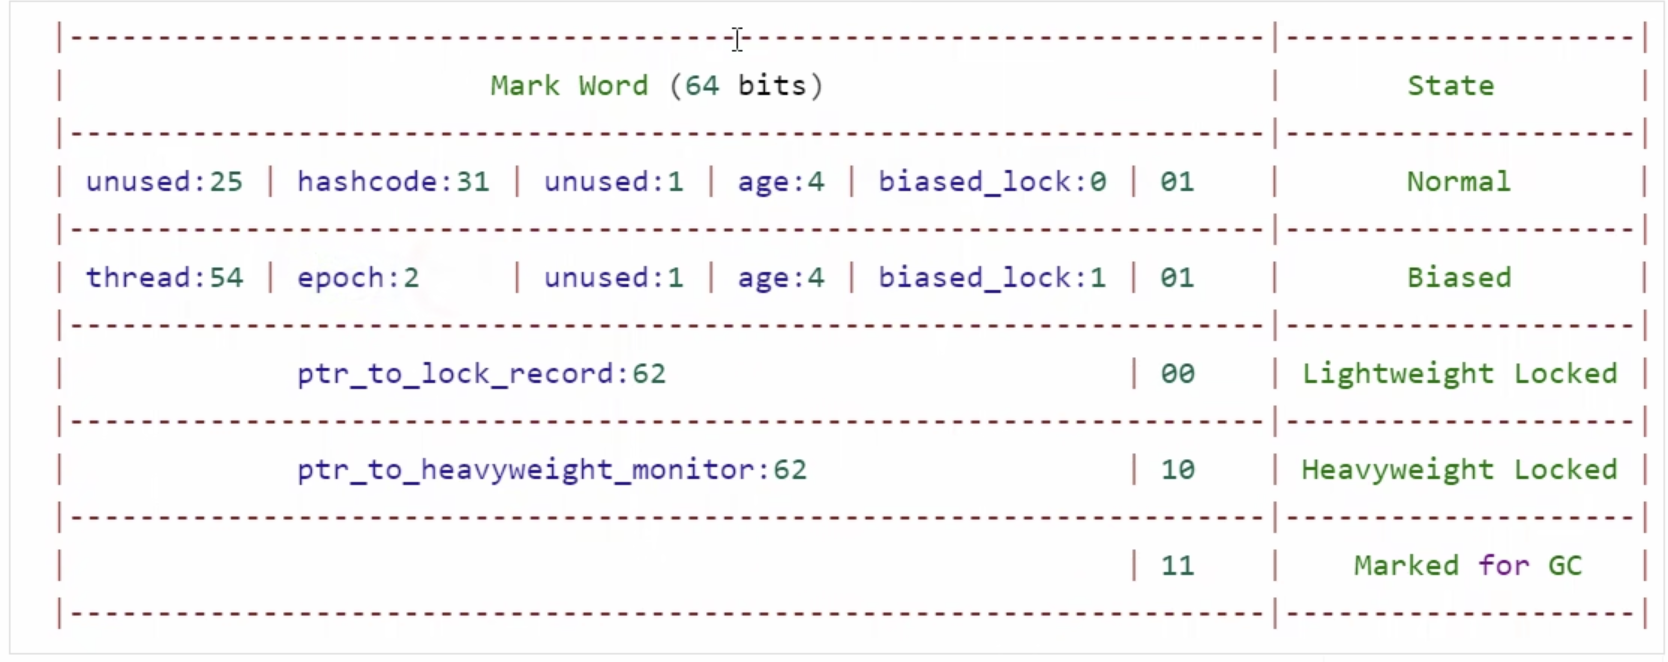 |--------------------------------------------------------------------|--------------------|
|                        Mark Word (64 bits)                         |       State        |
|--------------------------------------------------------------------|--------------------|
| unused:25 | hashcode:31 | unused:1 | age:4 | biased_lock:0 | 01    |       Normal       |
|--------------------------------------------------------------------|--------------------|
| thread:54 | epoch:2     | unused:1 | age:4 | biased_lock:1 | 01    |       Biased       |
|--------------------------------------------------------------------|--------------------|
|             ptr_to_lock_record:62                          | 00    | Lightweight Locked |
|--------------------------------------------------------------------|--------------------|
|             ptr_to_heavyweight_monitor:62                  | 10    | Heavyweight Locked |
|--------------------------------------------------------------------|--------------------|
|                                                            | 11    |    Marked for GC   |
|--------------------------------------------------------------------|--------------------|